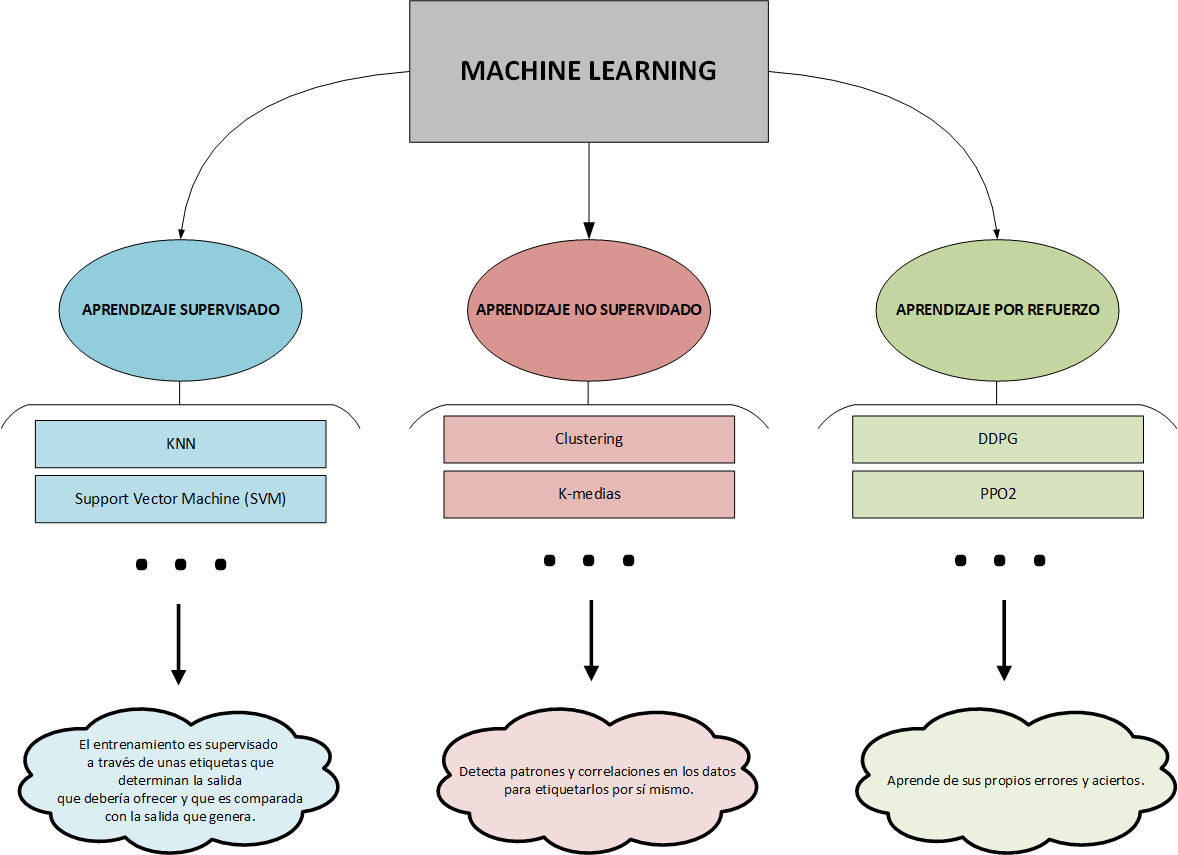 MACHINE LEARNING
APRENDIZAJE SUPERVISADO
APRENDIZAJE NO SUPERVIDADO
APRENDIZAJE POR REFUERZO
KNN
Support Vector Machine (SVM)
Clustering
K-medias
DDPG
PPO2
El entrenamiento es supervisado
a través de unas etiquetas que
determinan la salida
que debería ofrecer y que es comparada
con la salida que genera.
Detecta patrones y correlaciones en los datos
para etiquetarlos por sí mismo.
Aprende de sus propios errores y aciertos.